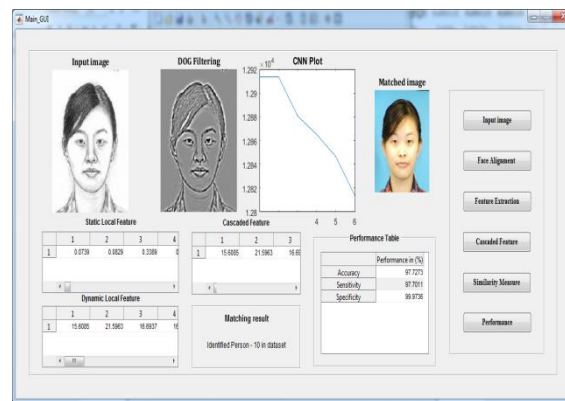 Main_GUI
Input image
DOG Filtering
CNN Plot
Matched image
× 10⁴
1.292
1.29
1.288
1.286
1.284
1.282
1.28
4 5 6
Static Local Feature
1 2 3 4
1 0.0739 0.0829 0.3389 0
Cascaded Feature
1 2 3
1 15.6085 21.5963 16.69
Dynamic Local Feature
1 2 3 4
1 15.6085 21.5963 16.6937 16
Matching result
Identified Person - 10 in dataset
Performance Table
Performance in (%)
Accuracy 97.7273
Sensitivity 97.7011
Specificity 99.9736
Input image
Face Alignment
Feature Extraction
Cascaded Feature
Similarity Measure
Performance